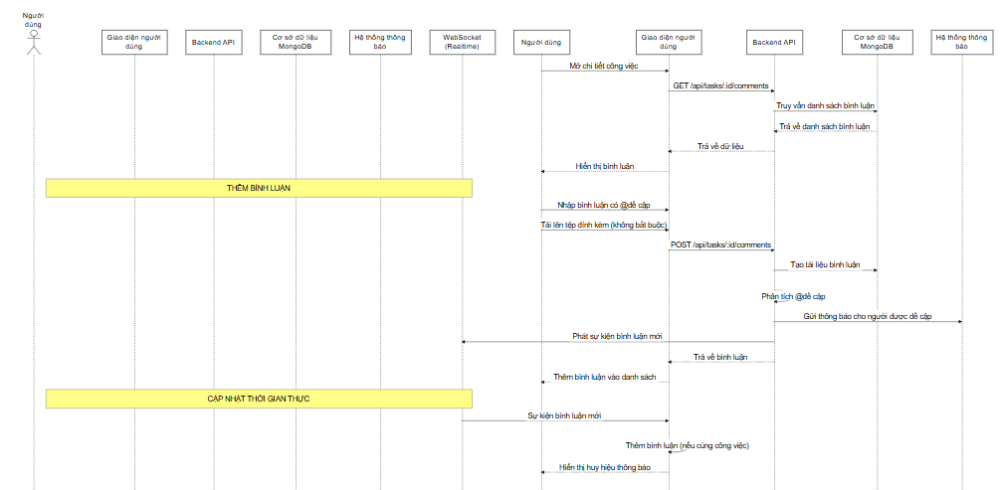 Người
dùng
Giao diện người
dùng
Backend API
Cơ sở dữ liệu
MongoDB
Hệ thống thông
báo
WebSocket
(Realtime)
Người dùng
Giao diện người
dùng
Backend API
Cơ sở dữ liệu
MongoDB
Hệ thống thông
báo
Mở chi tiết công việc
GET /api/tasks/:id/comments
Truy vấn danh sách bình luận
Trả về danh sách bình luận
Trả về dữ liệu
Hiển thị bình luận
THÊM BÌNH LUẬN
Nhập bình luận có @đề cập
Tải lên tệp đính kèm (không bắt buộc)
POST /api/tasks/:id/comments
Tạo tài liệu bình luận
Phân tích @đề cập
Gửi thông báo cho người được đề cập
Phát sự kiện bình luận mới
Trả về bình luận
Thêm bình luận vào danh sách
CẬP NHẬT THỜI GIAN THỰC
Sự kiện bình luận mới
Thêm bình luận (nếu cùng công việc)
Hiển thị huy hiệu thông báo